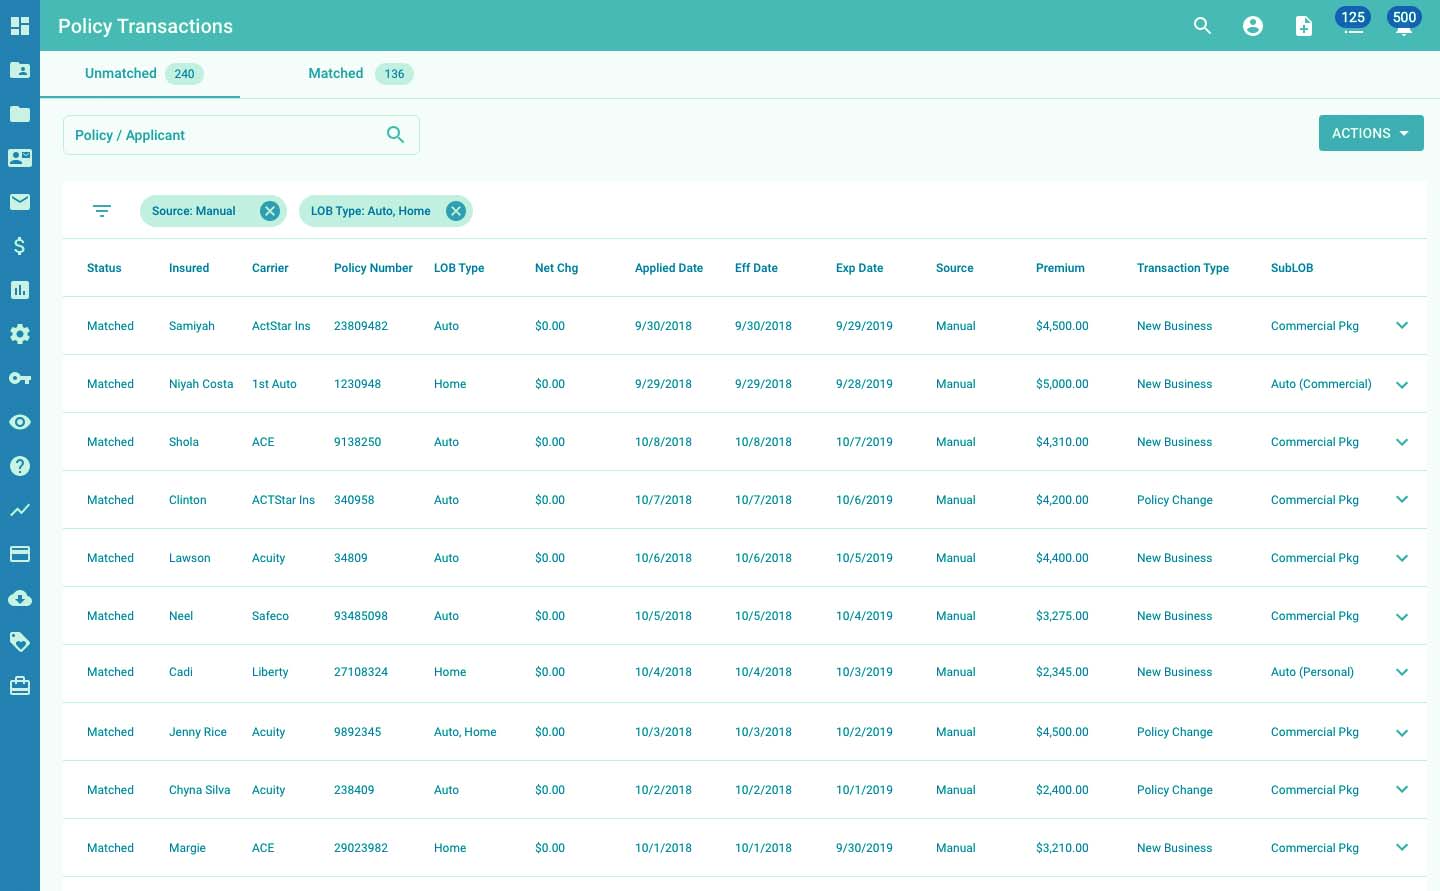 Policy Transactions
125
500
Unmatched 240
Matched 136
Policy / Applicant
ACTIONS
Source: Manual
LOB Type: Auto, Home
Status Insured Carrier Policy Number LOB Type Net Chg Applied Date Eff Date Exp Date Source Premium Transaction Type SubLOB
Matched Samiyah ActStar Ins 23809482 Auto $0.00 9/30/2018 9/30/2018 9/29/2019 Manual $4,500.00 New Business Commercial Pkg
Matched Niyah Costa 1st Auto 1230948 Home $0.00 9/29/2018 9/29/2018 9/28/2019 Manual $5,000.00 New Business Auto (Commercial)
Matched Shola ACE 9138250 Auto $0.00 10/8/2018 10/8/2018 10/7/2019 Manual $4,310.00 New Business Commercial Pkg
Matched Clinton ACTStar Ins 340958 Auto $0.00 10/7/2018 10/7/2018 10/6/2019 Manual $4,200.00 Policy Change Commercial Pkg
Matched Lawson Acuity 34809 Auto $0.00 10/6/2018 10/6/2018 10/5/2019 Manual $4,400.00 New Business Commercial Pkg
Matched Neel Safeco 93485098 Auto $0.00 10/5/2018 10/5/2018 10/4/2019 Manual $3,275.00 New Business Commercial Pkg
Matched Cadi Liberty 27108324 Home $0.00 10/4/2018 10/4/2018 10/3/2019 Manual $2,345.00 New Business Auto (Personal)
Matched Jenny Rice Acuity 9892345 Auto, Home $0.00 10/3/2018 10/3/2018 10/2/2019 Manual $4,500.00 Policy Change Commercial Pkg
Matched Chyna Silva Acuity 238409 Auto $0.00 10/2/2018 10/2/2018 10/1/2019 Manual $2,400.00 Policy Change Commercial Pkg
Matched Margie ACE 29023982 Home $0.00 10/1/2018 10/1/2018 9/30/2019 Manual $3,210.00 New Business Commercial Pkg